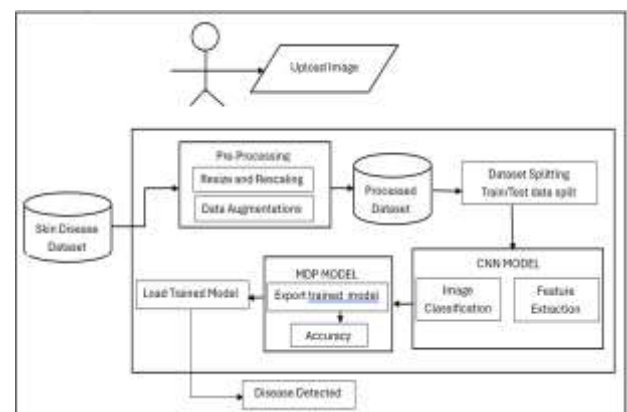 Upload Image
Pre-Processing
Resize and Rescaling
Data Augmentations
Processed
Dataset
Dataset Splitting
Train/Test data split
Skin Disease
Dataset
CNN MODEL
Image
Classification
Feature
Extraction
MDP MODEL
Export trained_model
Accuracy
Load Trained Model
Disease Detected